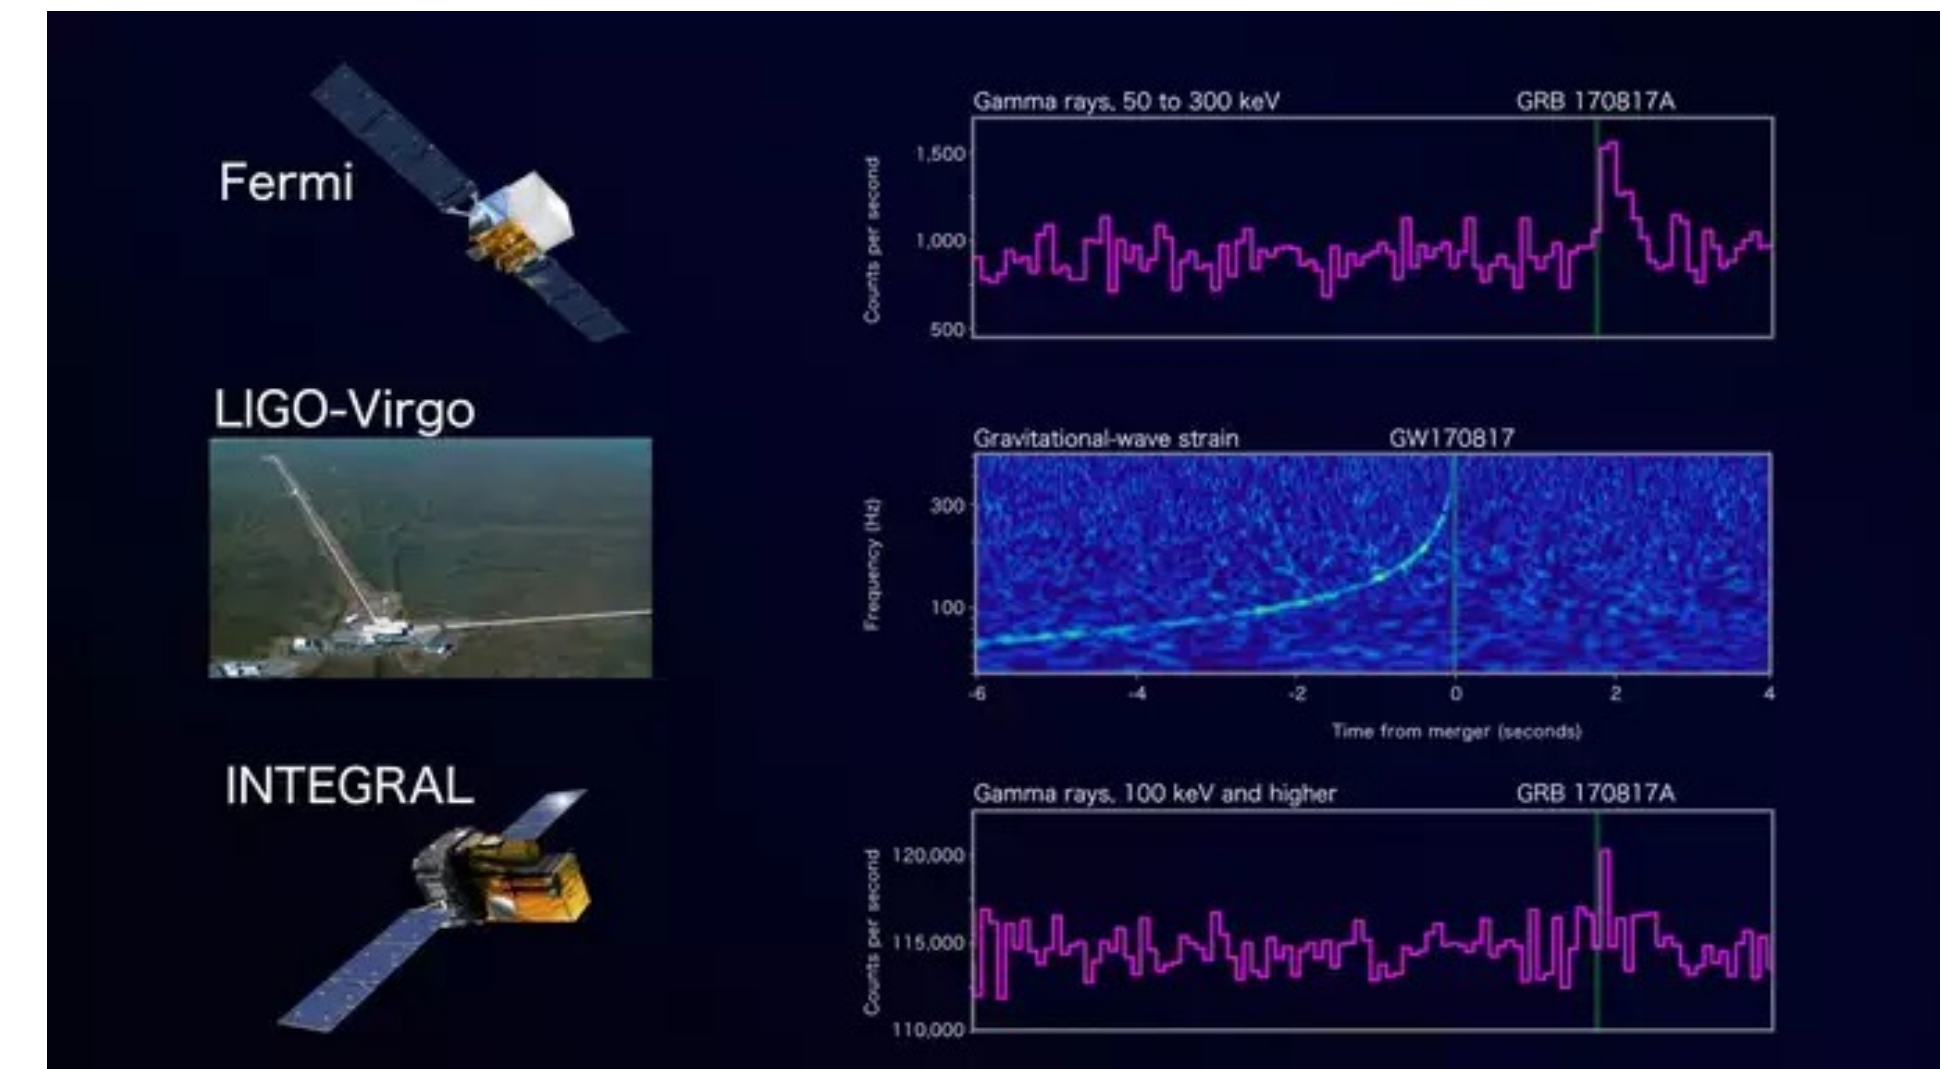 Fermi
Gamma rays, 50 to 300 keV
GRB 170817A
Counts per second
1,500
1,000
500
LIGO-Virgo
Gravitational-wave strain
GW170817
Frequency (Hz)
300
100
-6 -4 -2 0 2 4
Time from merger (seconds)
INTEGRAL
Gamma rays, 100 keV and higher
GRB 170817A
Counts per second
120,000
115,000
110,000